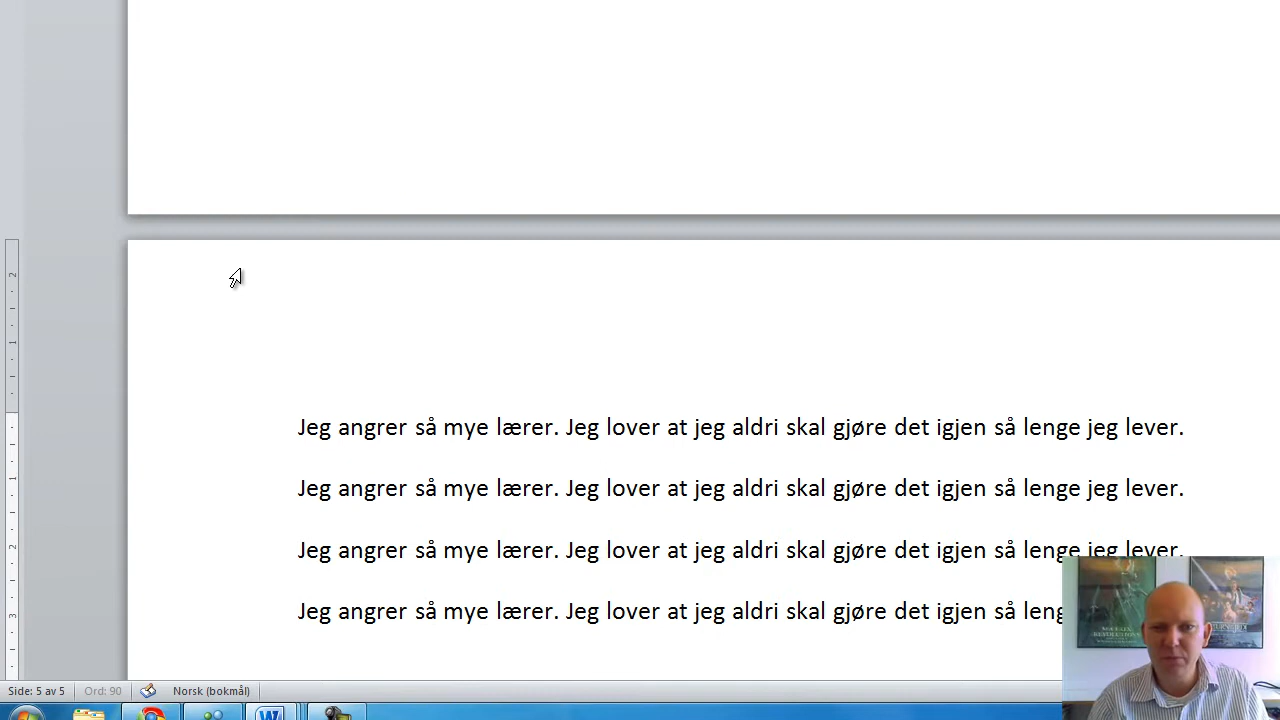 Jeg angrer så mye lærer. Jeg lover at jeg aldri skal gjøre det igjen så lenge jeg lever.
Jeg angrer så mye lærer. Jeg lover at jeg aldri skal gjøre det igjen så lenge jeg lever.
Jeg angrer så mye lærer. Jeg lover at jeg aldri skal gjøre det igjen så lenge jeg lever.
Jeg angrer så mye lærer. Jeg lover at jeg aldri skal gjøre det igjen så
REVOLUTIONS
Side: 5 av 5 Ord: 90 Norsk (bokmål)